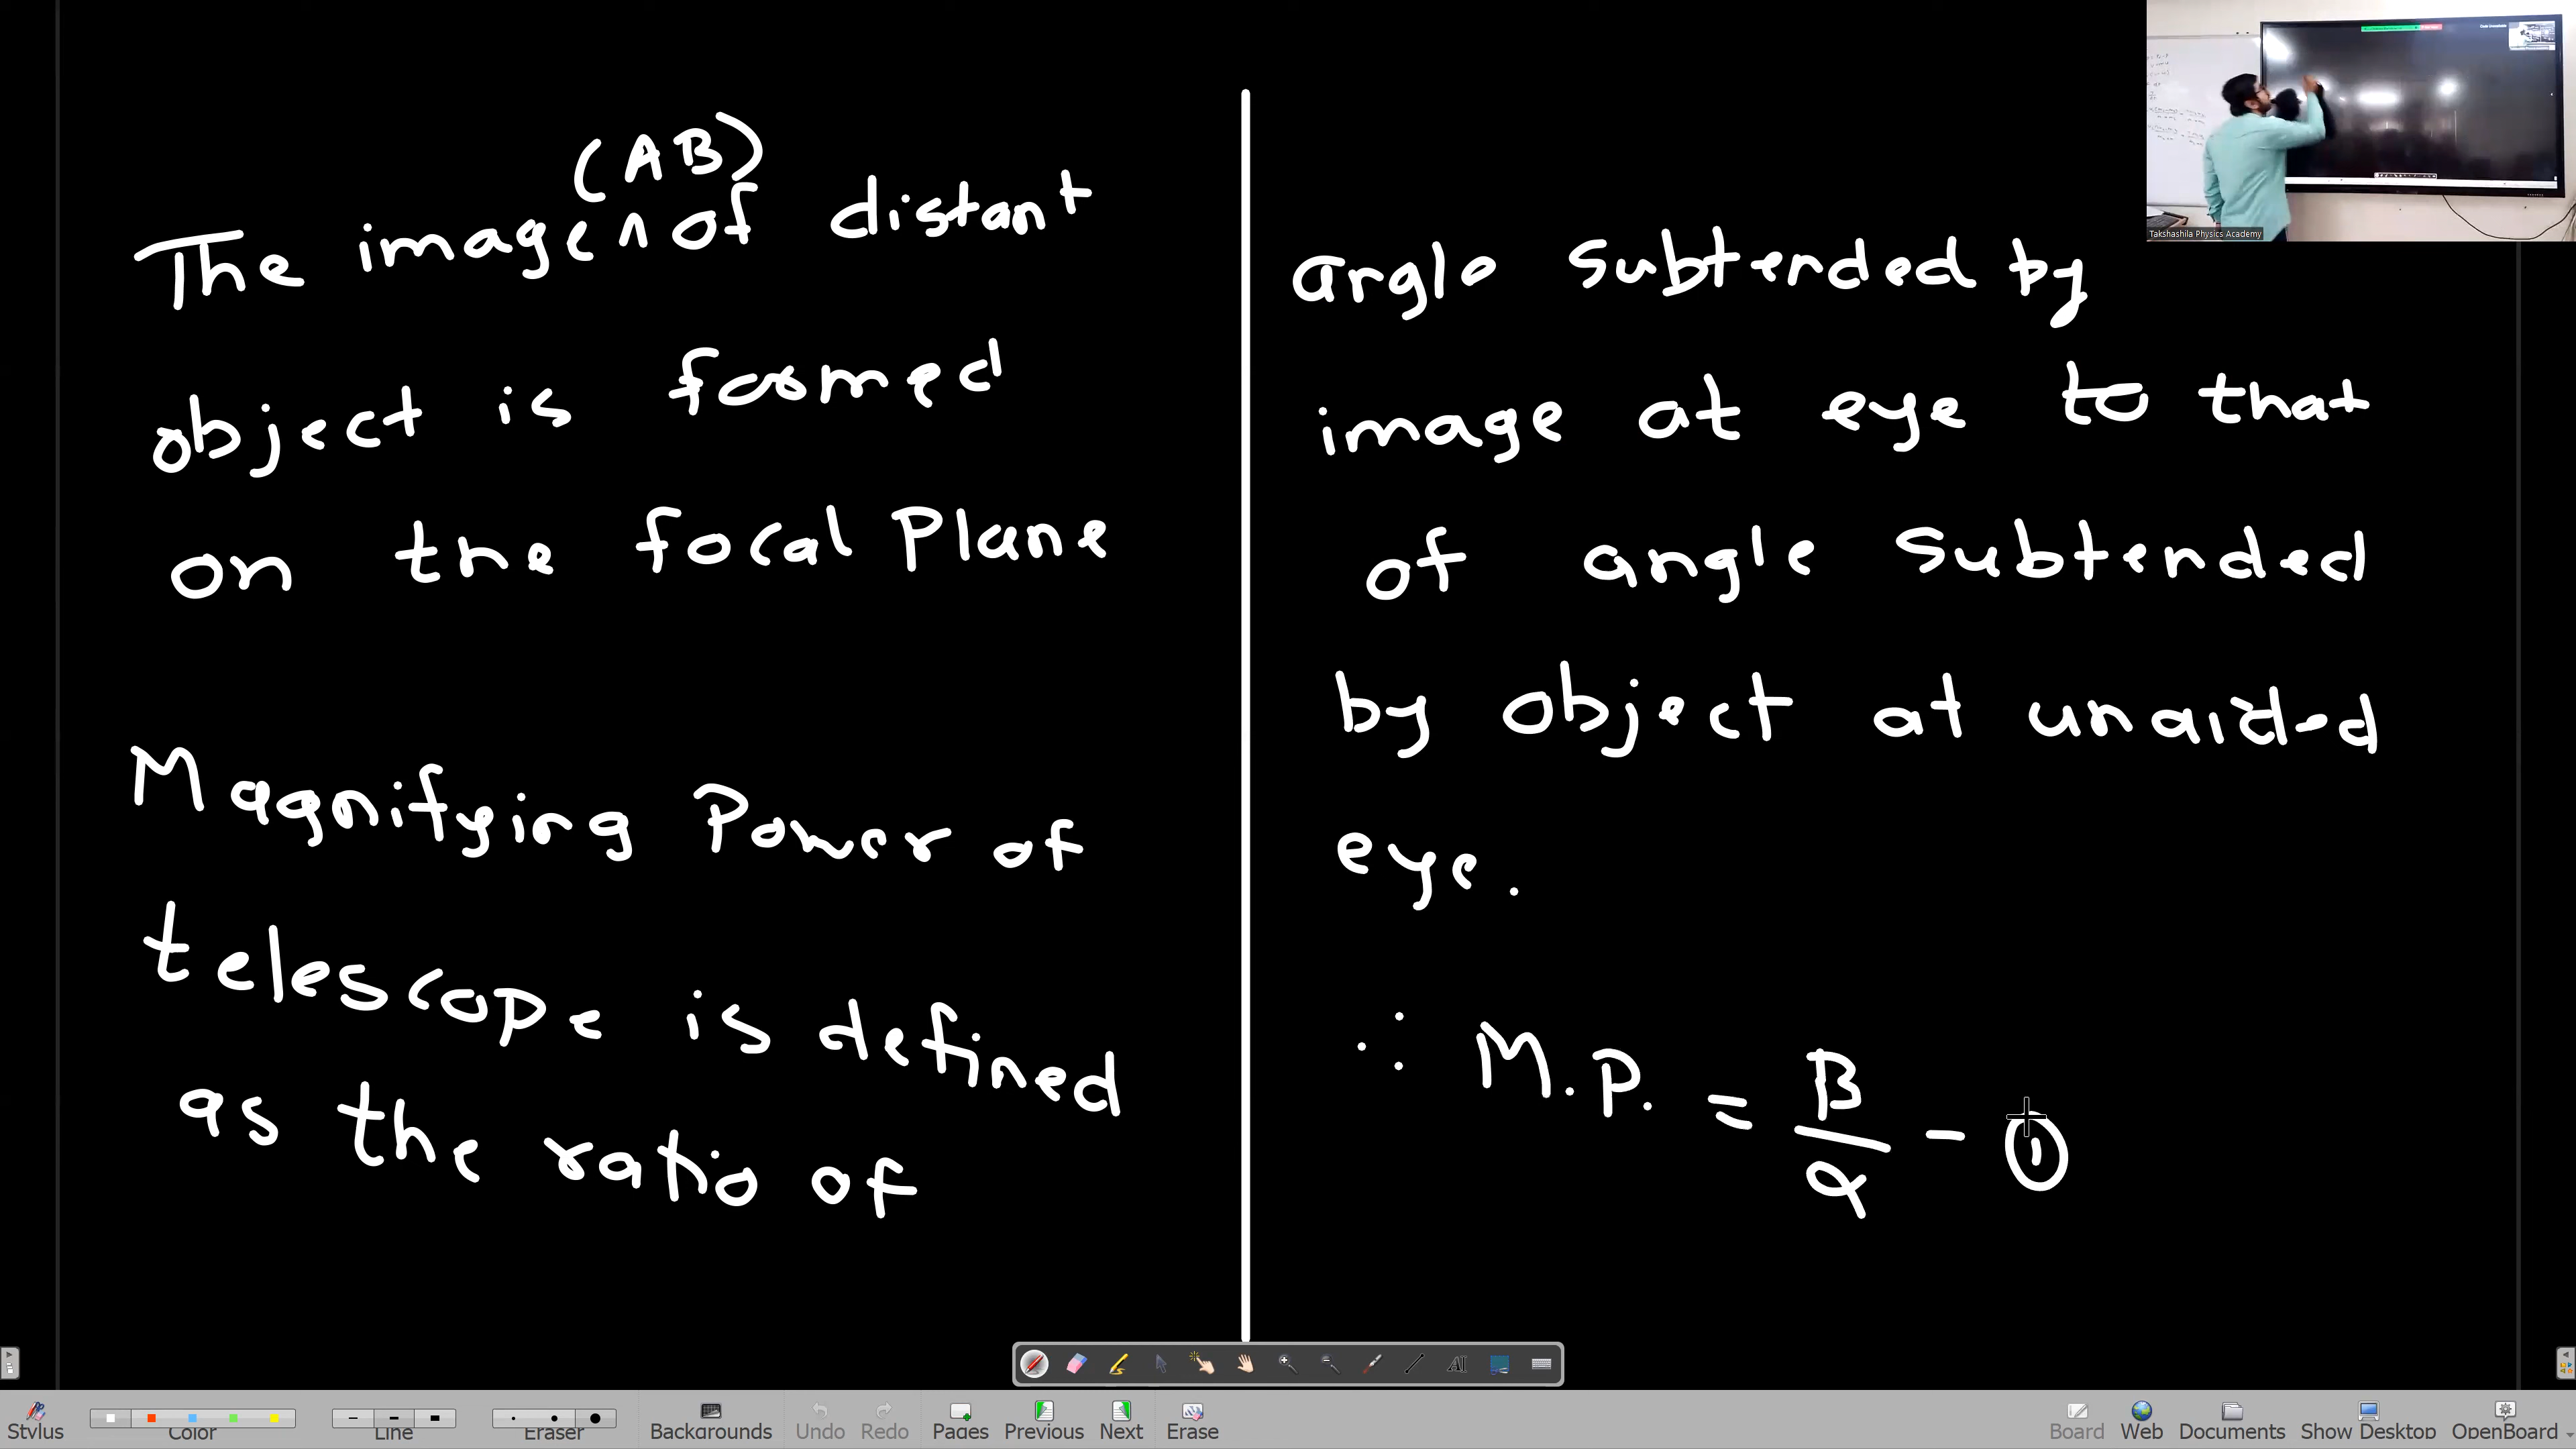 (AB)
The image ^ of distant
object is formed
on the focal Plane
Magnifying Power of
telescope is defined
as the ratio of
angle subtended by
image at eye to that
of angle subtended
by object at unaided
eye.
∴ M.P. = β/α - ①
Takshashila Physics Academy
Stylus
Color
Line
Eraser
Backgrounds
Undo
Redo
Pages
Previous
Next
Erase
Board
Web
Documents
Show Desktop
OpenBoard